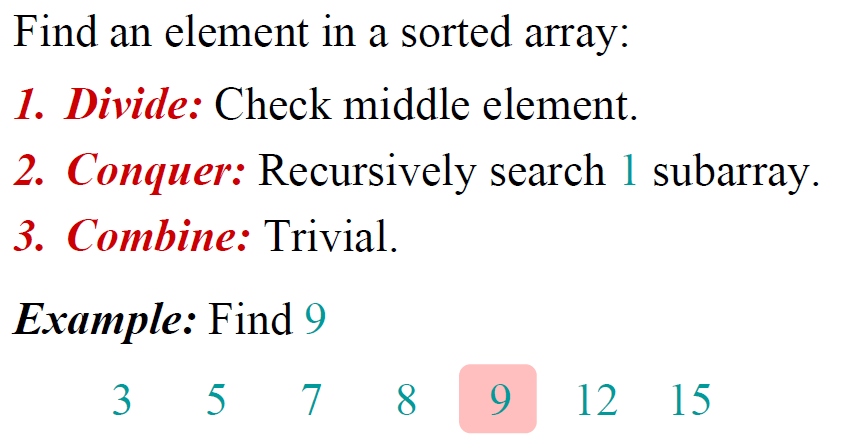 Find an element in a sorted array:
1. Divide: Check middle element.
2. Conquer: Recursively search 1 subarray.
3. Combine: Trivial.
Example: Find 9
3 5 7 8 9 12 15